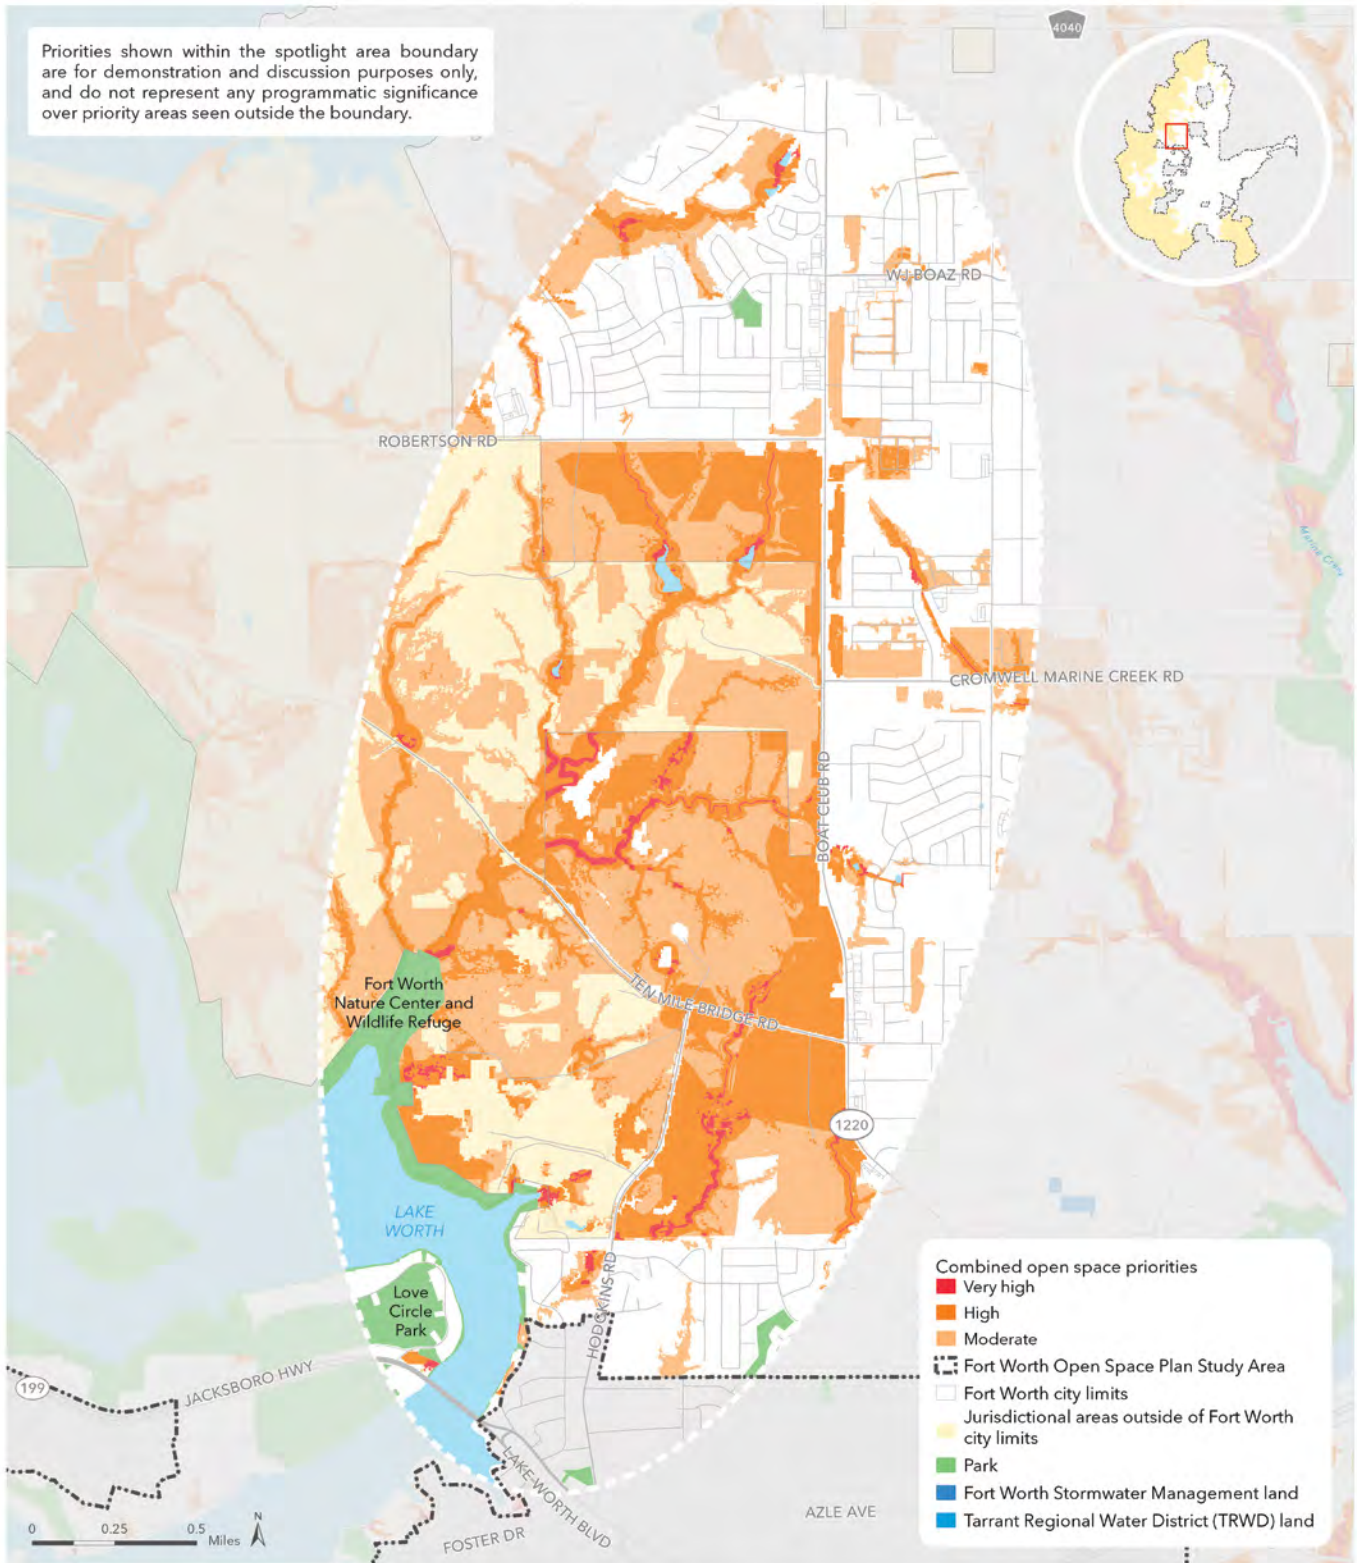 Priorities shown within the spotlight area boundary
are for demonstration and discussion purposes only,
and do not represent any programmatic significance
over priority areas seen outside the boundary.
4040
WJ BOAZ RD
ROBERTSON RD
Marine Creek
CROMWELL MARINE CREEK RD
BOAT CLUB RD
Fort Worth
Nature Center and
Wildlife Refuge
TEN MILE BRIDGE RD
1220
LAKE
WORTH
HODGKINS RD
Love
Circle
Park
JACKSBORO HWY
199
LAKE WORTH BLVD
FOSTER DR
AZLE AVE
Combined open space priorities
Very high
High
Moderate
Fort Worth Open Space Plan Study Area
Fort Worth city limits
Jurisdictional areas outside of Fort Worth
city limits
Park
Fort Worth Stormwater Management land
Tarrant Regional Water District (TRWD) land
0 0.25 0.5
Miles
N